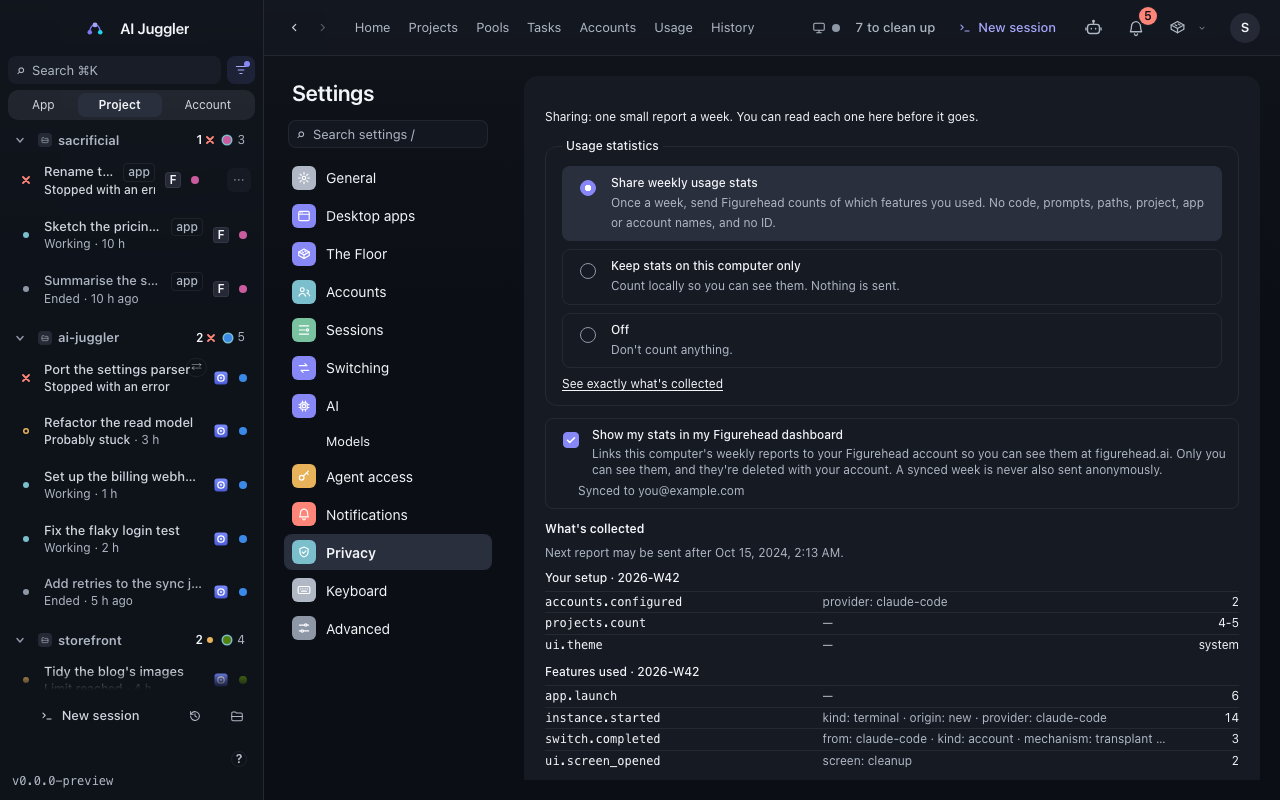 AI Juggler
Search ⌘K
App Project Account
sacrificial 1 3
Rename t... app
Stopped with an err F
Sketch the pricin... app
Working · 10 h F
Summarise the s... app
Ended · 10 h ago F
ai-juggler 2 5
Port the settings parser
Stopped with an error
Refactor the read model
Probably stuck · 3 h
Set up the billing webh...
Working · 1 h
Fix the flaky login test
Working · 2 h
Add retries to the sync j...
Ended · 5 h ago
storefront 2 4
Tidy the blog's images
Limit reached · 4 h
New session
?
v0.0.0-preview
Home Projects Pools Tasks Accounts Usage History 7 to clean up New session 5 S
Settings
Search settings /
General
Desktop apps
The Floor
Accounts
Sessions
Switching
AI
Models
Agent access
Notifications
Privacy
Keyboard
Advanced
Sharing: one small report a week. You can read each one here before it goes.
Usage statistics
Share weekly usage stats
Once a week, send Figurehead counts of which features you used. No code, prompts, paths, project, app
or account names, and no ID.
Keep stats on this computer only
Count locally so you can see them. Nothing is sent.
Off
Don't count anything.
See exactly what's collected
Show my stats in my Figurehead dashboard
Links this computer's weekly reports to your Figurehead account so you can see them at figurehead.ai. Only you
can see them, and they're deleted with your account. A synced week is never also sent anonymously.
Synced to you@example.com
What's collected
Next report may be sent after Oct 15, 2024, 2:13 AM.
Your setup · 2026-W42
accounts.configured provider: claude-code 2
projects.count — 4-5
ui.theme — system
Features used · 2026-W42
app.launch — 6
instance.started kind: terminal · origin: new · provider: claude-code 14
switch.completed from: claude-code · kind: account · mechanism: transplant ... 3
ui.screen_opened screen: cleanup 2